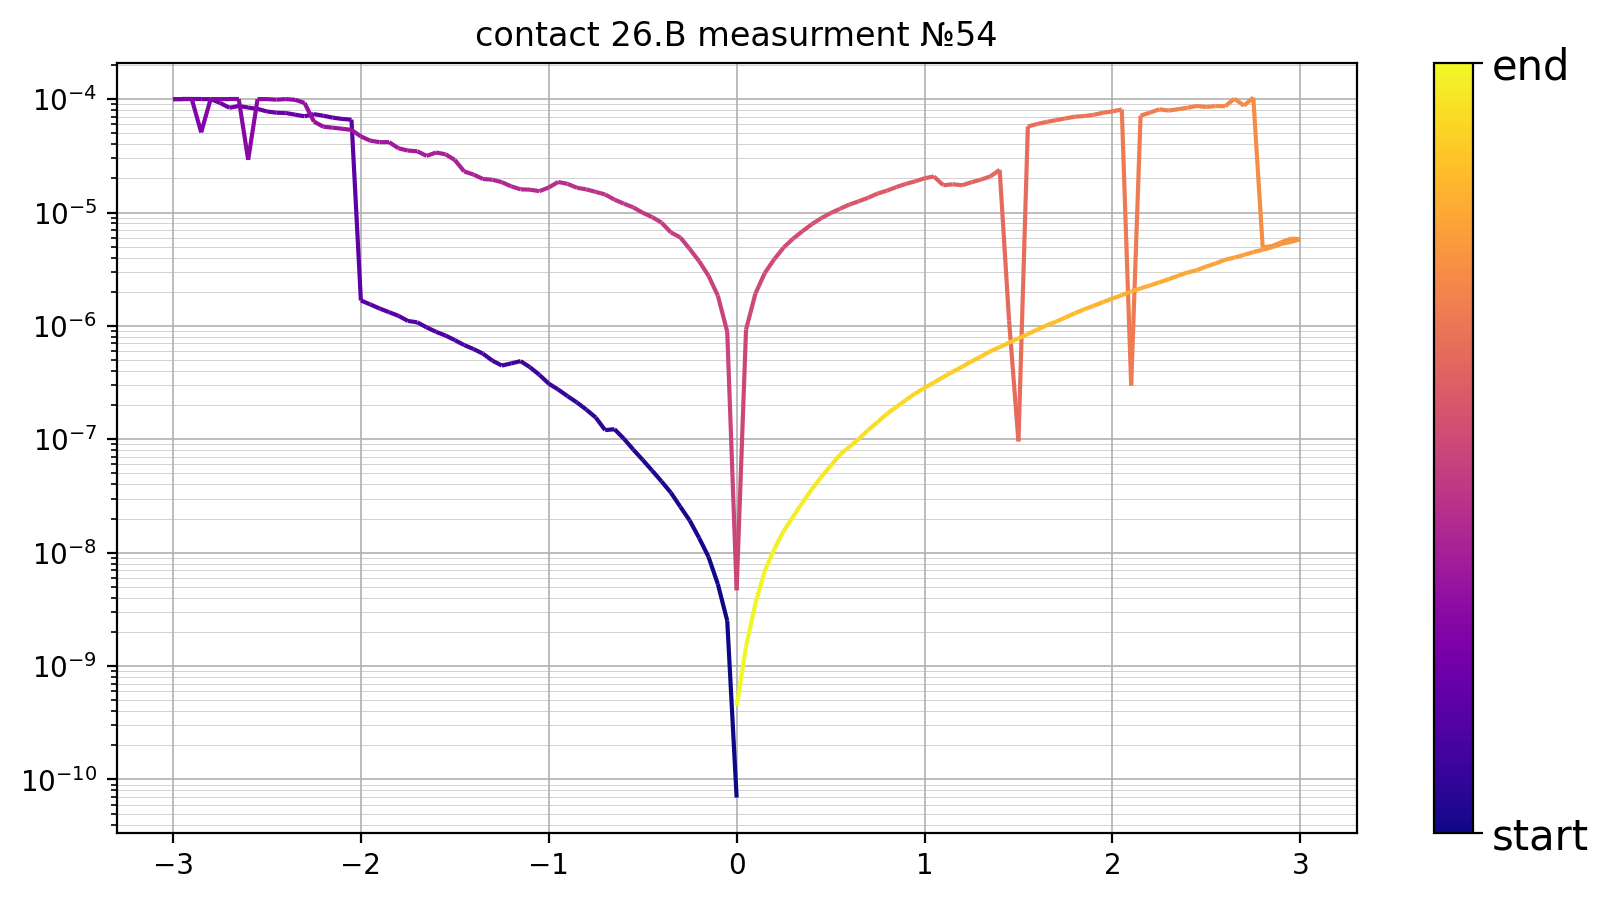 contact 26.B measurment №54
10⁻⁴
10⁻⁵
10⁻⁶
10⁻⁷
10⁻⁸
10⁻⁹
10⁻¹⁰
−3 −2 −1 0 1 2 3
end
start